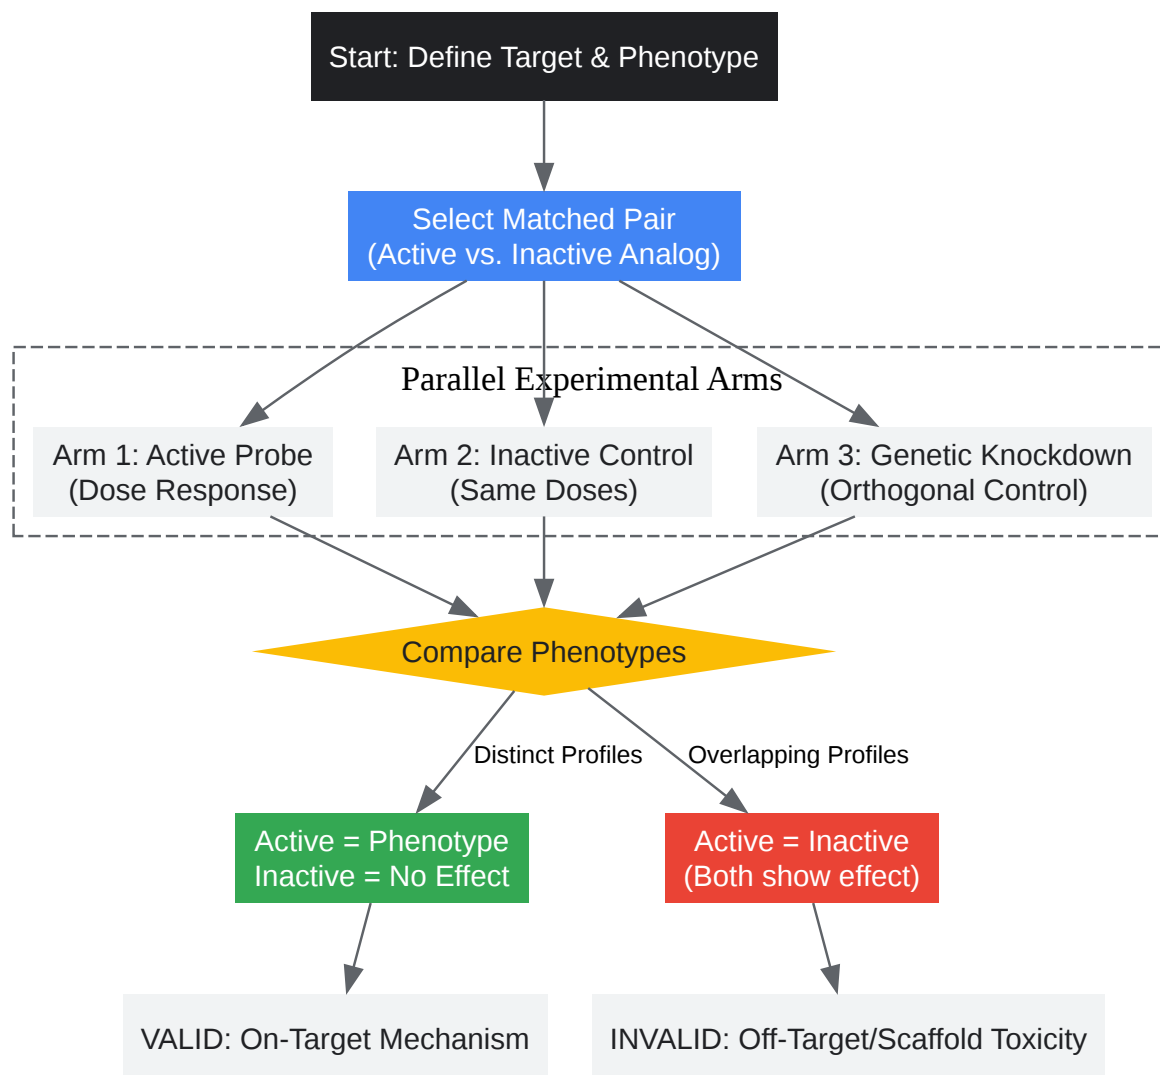 Start: Define Target & Phenotype
Select Matched Pair
(Active vs. Inactive Analog)
Parallel Experimental Arms
Arm 1: Active Probe
(Dose Response)
Arm 2: Inactive Control
(Same Doses)
Arm 3: Genetic Knockdown
(Orthogonal Control)
Compare Phenotypes
Distinct Profiles
Overlapping Profiles
Active = Phenotype
Inactive = No Effect
Active = Inactive
(Both show effect)
VALID: On-Target Mechanism
INVALID: Off-Target/Scaffold Toxicity